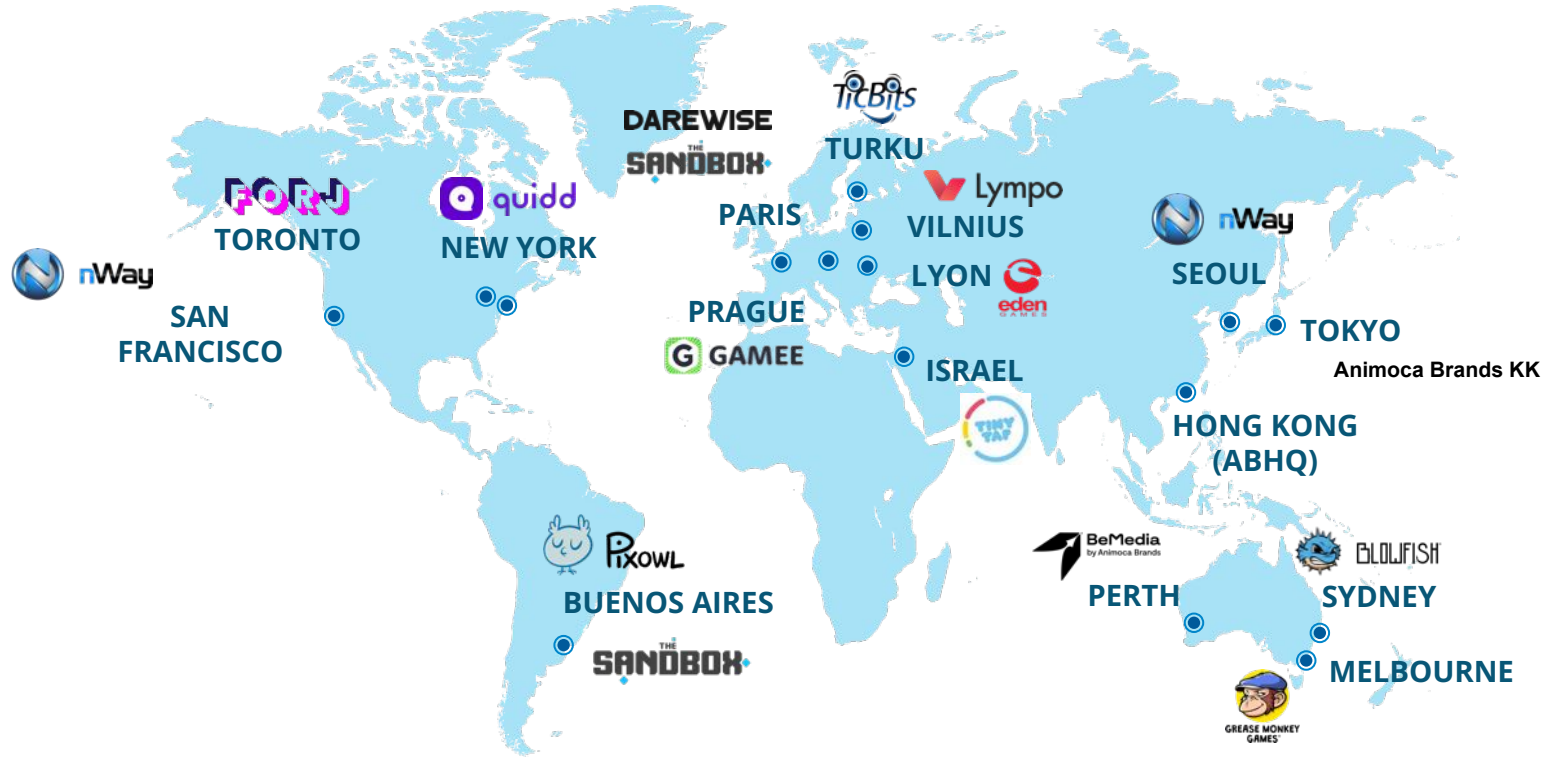 TicBits
TURKU
DAREWISE
THE
SANDBOX
PARIS
Lympo
VILNIUS
FORJ
TORONTO
quidd
NEW YORK
nWay
SAN
FRANCISCO
nWay
SEOUL
LYON
eden
GAMES
PRAGUE
G GAMEE
ISRAEL
TINY
TAP
TOKYO
Animoca Brands KK
HONG KONG
(ABHQ)
PIXOWL
BUENOS AIRES
THE
SANDBOX
BeMedia
by Animoca Brands
PERTH
BLOWFISH
SYDNEY
MELBOURNE
GREASE MONKEY
GAMES